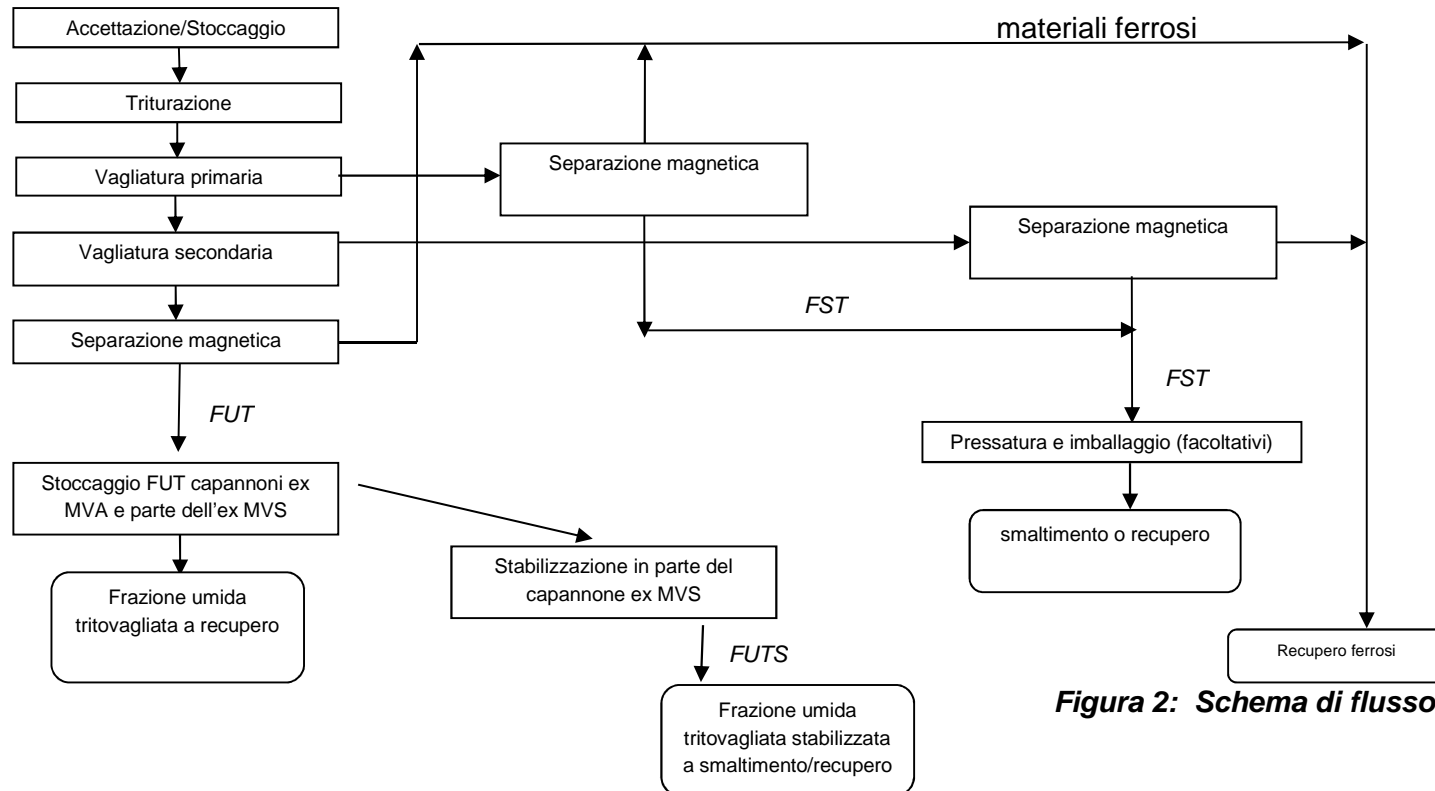 Accettazione/Stoccaggio
materiali ferrosi
Triturazione
Vagliatura primaria
Separazione magnetica
Vagliatura secondaria
Separazione magnetica
Separazione magnetica
FST
FST
FUT
Pressatura e imballaggio (facoltativi)
Stoccaggio FUT capannoni ex
MVA e parte dell’ex MVS
smaltimento o recupero
Stabilizzazione in parte del
capannone ex MVS
Frazione umida
tritovagliata a recupero
FUTS
Recupero ferrosi
Figura 2: Schema di flusso
Frazione umida
tritovagliata stabilizzata
a smaltimento/recupero